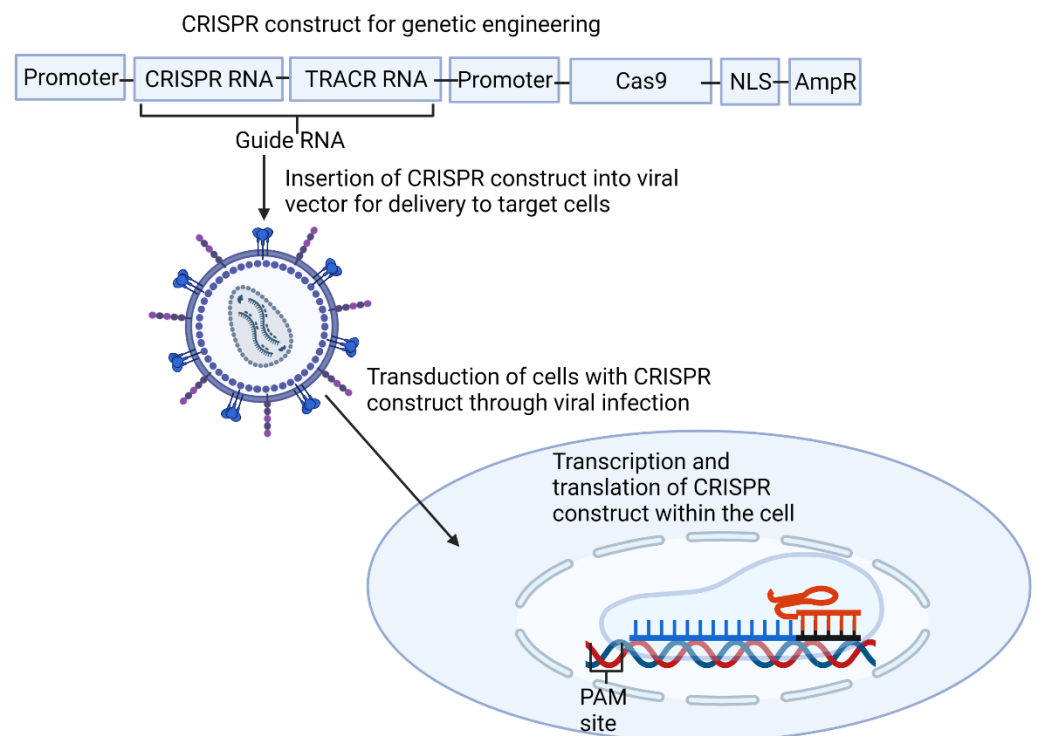 CRISPR construct for genetic engineering
Promoter CRISPR RNA TRACR RNA Promoter Cas9 NLS AmpR
Guide RNA
Insertion of CRISPR construct into viral
vector for delivery to target cells
Transduction of cells with CRISPR
construct through viral infection
Transcription and
translation of CRISPR
construct within the cell
PAM
site